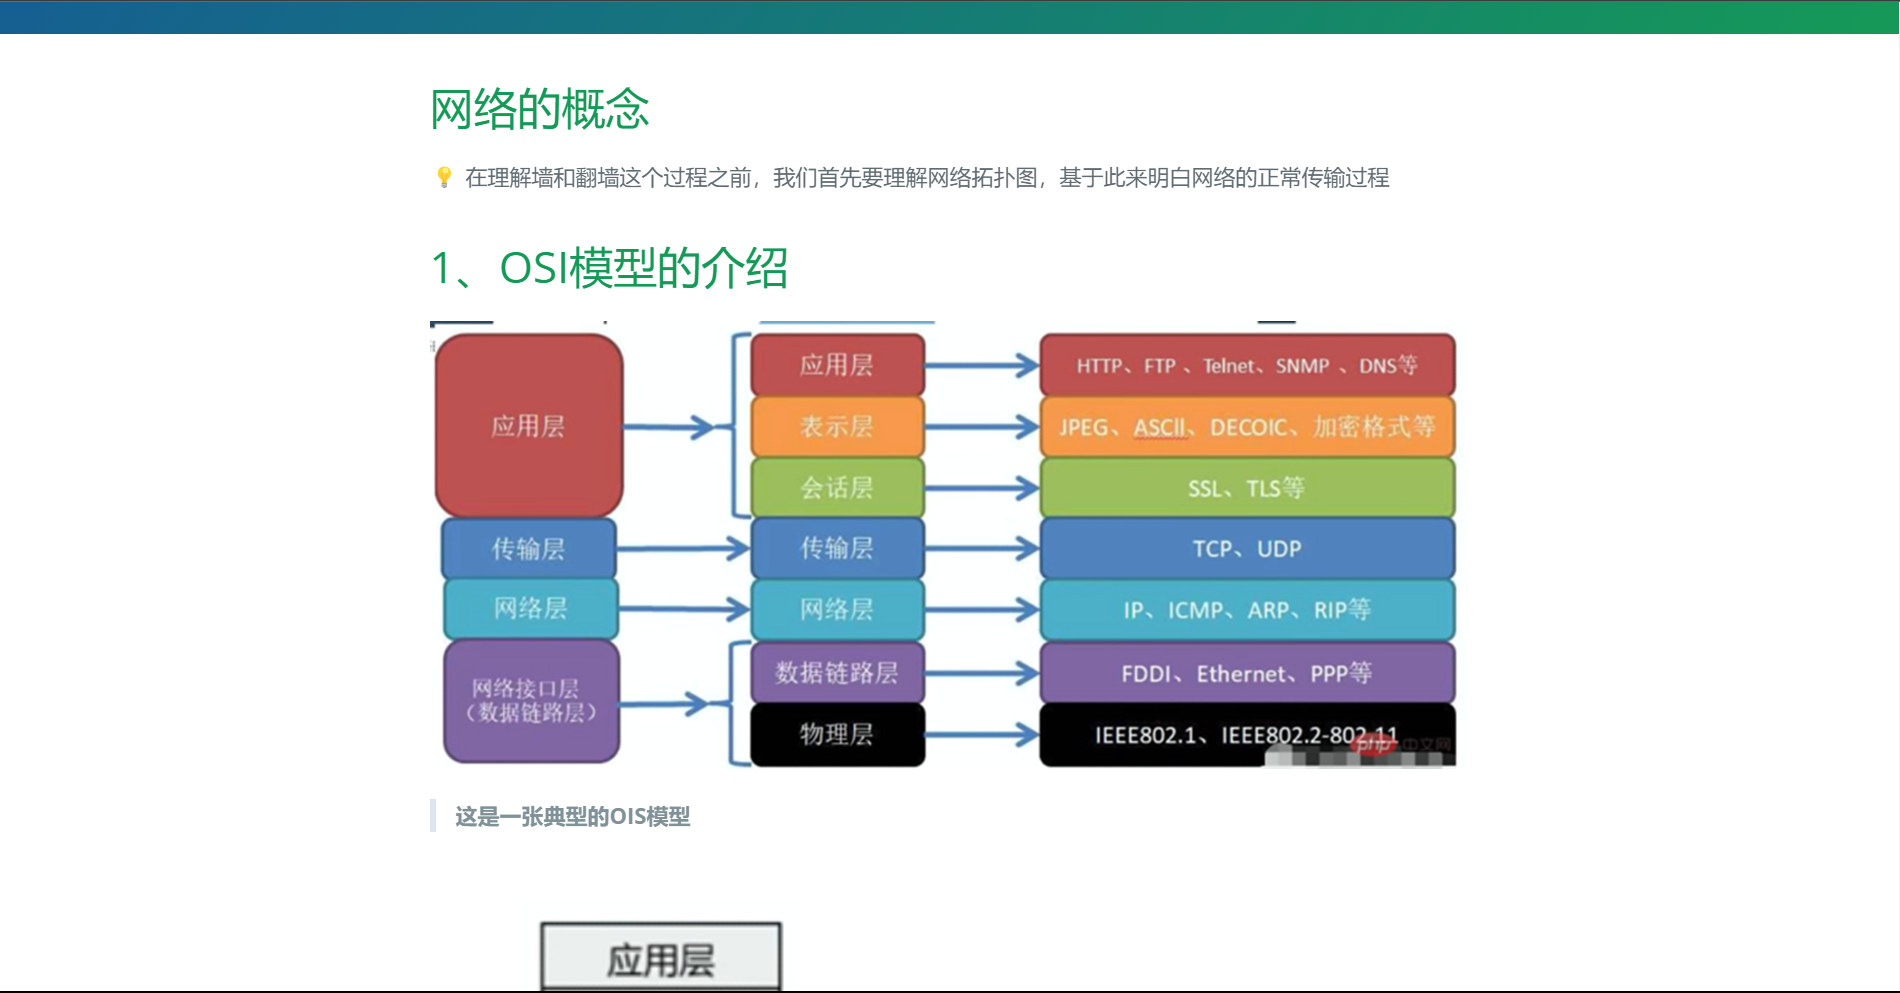 网络的概念
💡 在理解墙和翻墙这个过程之前，我们首先要理解网络拓扑图，基于此来明白网络的正常传输过程
1、OSI模型的介绍
应用层
传输层
网络层
网络接口层
（数据链路层）
应用层
表示层
会话层
传输层
网络层
数据链路层
物理层
HTTP、FTP 、Telnet、SNMP 、DNS等
JPEG、ASCll、DECOIC、加密格式等
SSL、TLS等
TCP、UDP
IP、ICMP、ARP、RIP等
FDDI、Ethernet、PPP等
IEEE802.1、IEEE802.2-802.11
php 中文网
这是一张典型的OIS模型
应用层